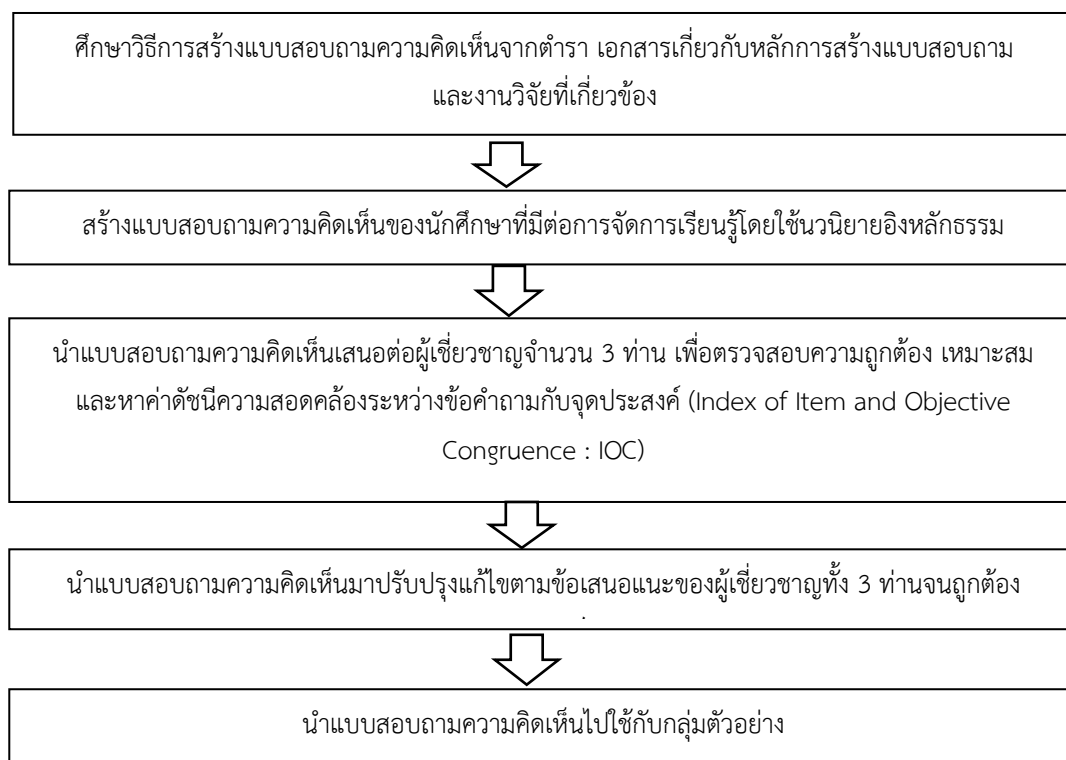 ศึกษาวิธีการสร้างแบบสอบถามความคิดเห็นจากตำรา เอกสารเกี่ยวกับหลักการสร้างแบบสอบถาม
และงานวิจัยที่เกี่ยวข้อง
สร้างแบบสอบถามความคิดเห็นของนักศึกษาที่มีต่อการจัดการเรียนรู้โดยใช้นวนิยายอิงหลักธรรม
นำแบบสอบถามความคิดเห็นเสนอต่อผู้เชี่ยวชาญจำนวน 3 ท่าน เพื่อตรวจสอบความถูกต้อง เหมาะสม
และหาค่าดัชนีความสอดคล้องระหว่างข้อคำถามกับจุดประสงค์ (Index of Item and Objective
Congruence : IOC)
นำแบบสอบถามความคิดเห็นมาปรับปรุงแก้ไขตามข้อเสนอแนะของผู้เชี่ยวชาญทั้ง 3 ท่านจนถูกต้อง
.
นำแบบสอบถามความคิดเห็นไปใช้กับกลุ่มตัวอย่าง